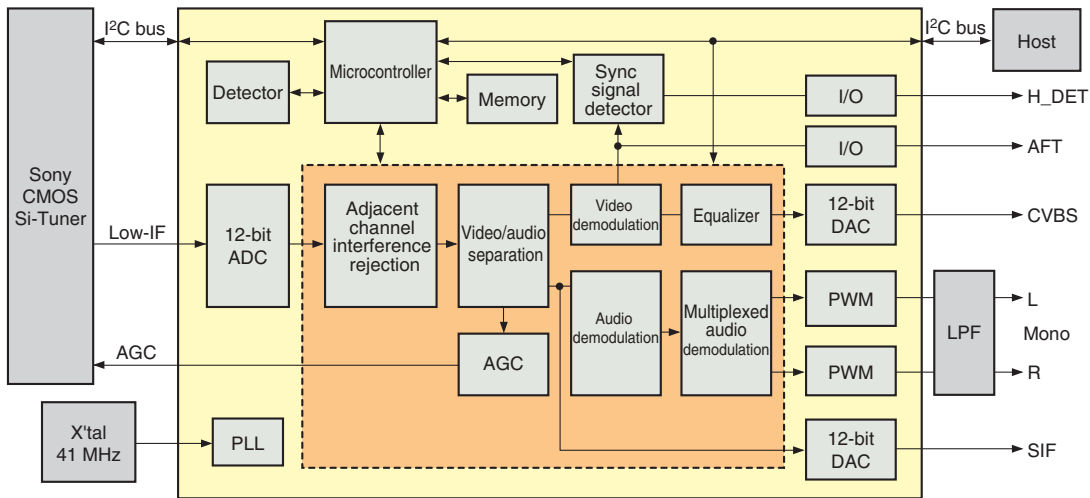 I²C bus
I²C bus
Host
Microcontroller
Sync
signal
detector
Detector
Memory
I/O
H_DET
I/O
AFT
Sony
CMOS
Si-Tuner
Low-IF
12-bit
ADC
Adjacent
channel
interference
rejection
Video/audio
separation
Video
demodulation
Equalizer
12-bit
DAC
CVBS
Audio
demodulation
Multiplexed
audio
demodulation
PWM
LPF
L
Mono
R
AGC
AGC
PWM
X'tal
41 MHz
PLL
12-bit
DAC
SIF